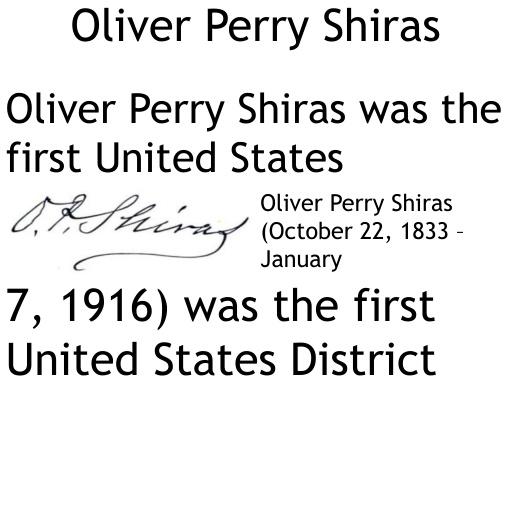 Oliver Perry Shiras
Oliver Perry Shiras was the
first United States
O. P. Shiras
Oliver Perry Shiras
(October 22, 1833 –
January
7, 1916) was the first
United States District